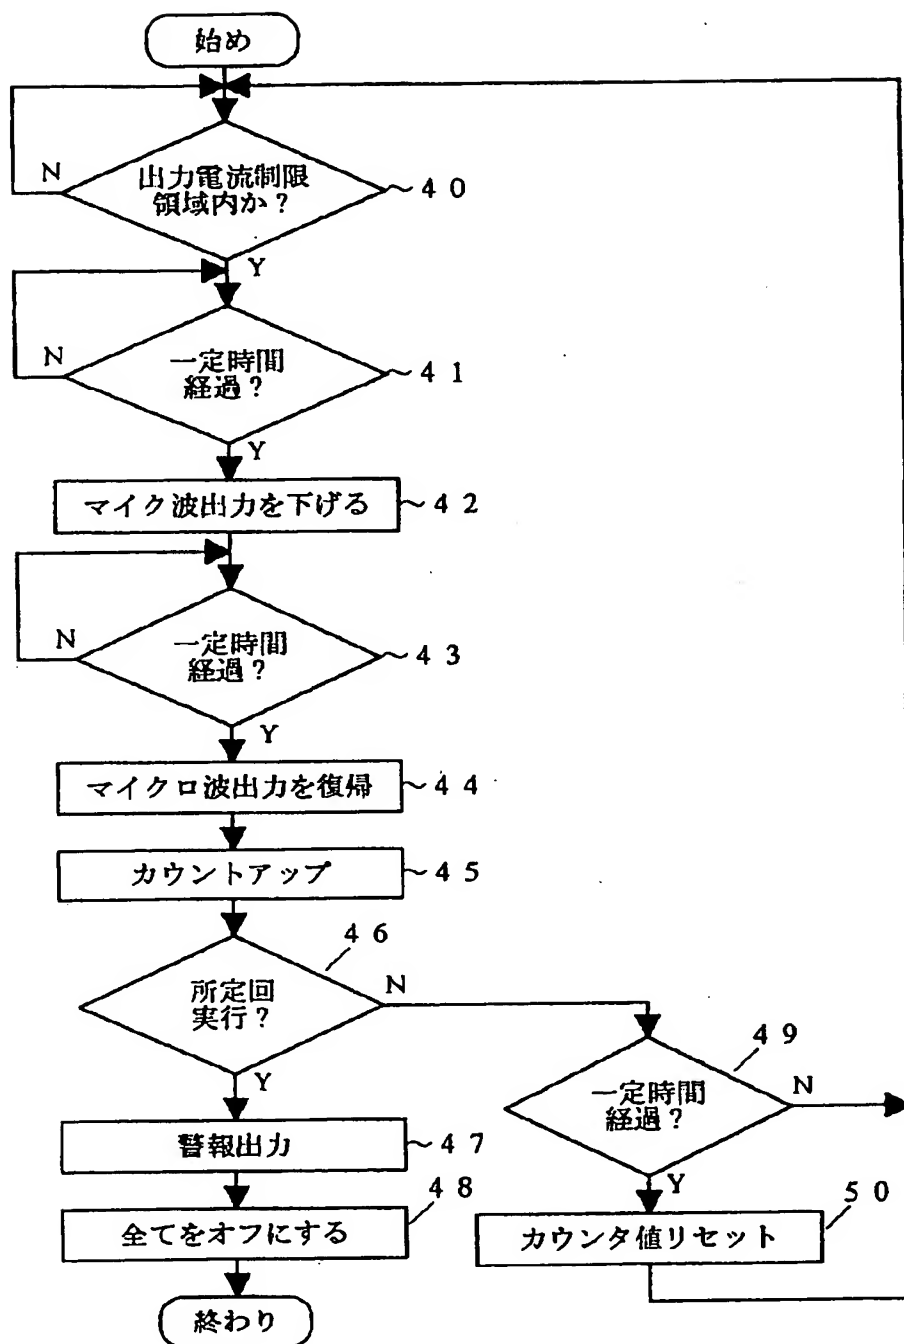 始め
N
出力電流制限
領域内か?
~40
Y
N
一定時間
経過?
~41
Y
マイク波出力を下げる
~42
N
一定時間
経過?
~43
Y
マイクロ波出力を復帰
~44
カウントアップ
~45
46
所定回
実行?
N
Y
49
一定時間
経過?
N
Y
警報出力
~47
48
全てをオフにする
50
カウンタ値リセット
終わり